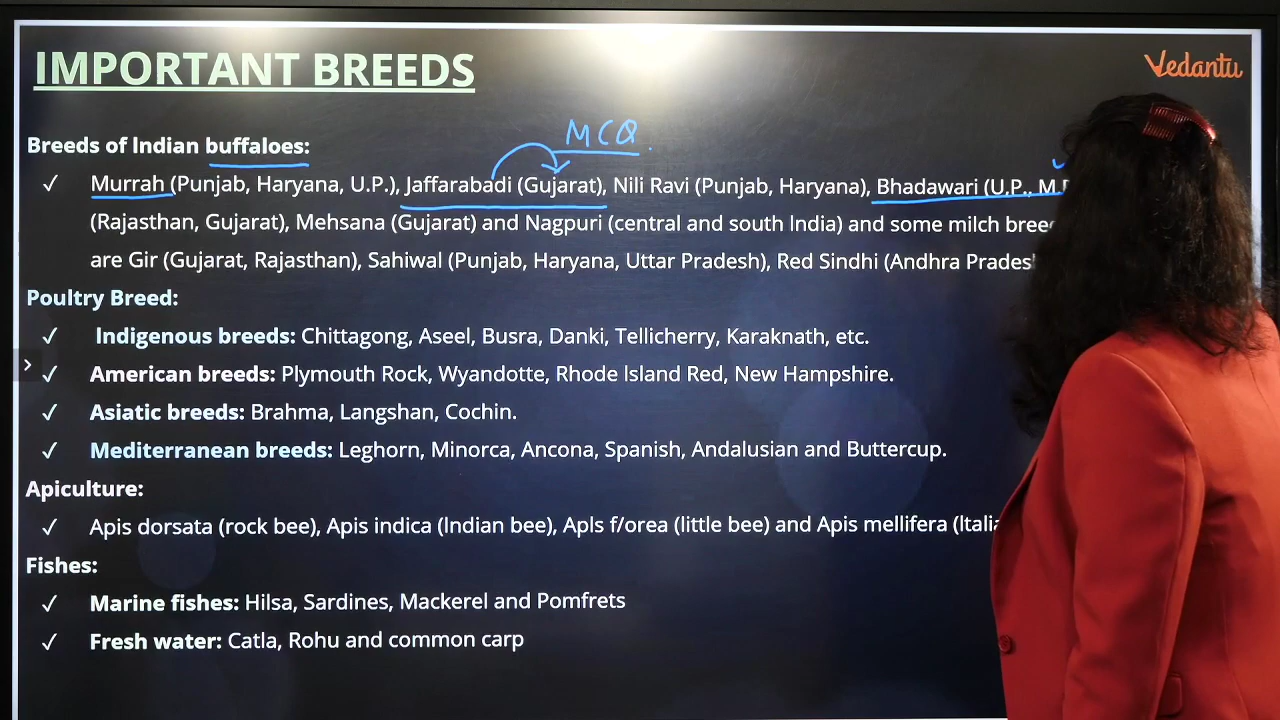 IMPORTANT BREEDS
Vedantu
MCQ.
Breeds of Indian buffaloes:
✓ Murrah (Punjab, Haryana, U.P.), Jaffarabadi (Gujarat), Nili Ravi (Punjab, Haryana), Bhadawari (U.P.,
(Rajasthan, Gujarat), Mehsana (Gujarat) and Nagpuri (central and south India) and some milch
are Gir (Gujarat, Rajasthan), Sahiwal (Punjab, Haryana, Uttar Pradesh), Red Sindhi (Andhra
Poultry Breed:
✓ Indigenous breeds: Chittagong, Aseel, Busra, Danki, Tellicherry, Karaknath, etc.
✓ American breeds: Plymouth Rock, Wyandotte, Rhode Island Red, New Hampshire.
✓ Asiatic breeds: Brahma, Langshan, Cochin.
✓ Mediterranean breeds: Leghorn, Minorca, Ancona, Spanish, Andalusian and Buttercup.
Apiculture:
✓ Apis dorsata (rock bee), Apis indica (Indian bee), Apls f/orea (little bee) and Apis mellifera
Fishes:
✓ Marine fishes: Hilsa, Sardines, Mackerel and Pomfrets
✓ Fresh water: Catla, Rohu and common carp